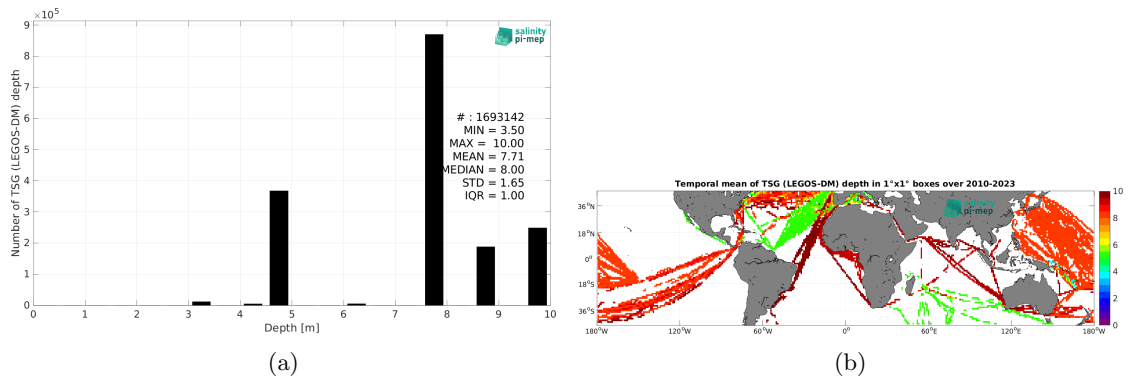 ×10⁵
9
8
7
6
5
4
3
2
1
0
Number of TSG (LEGOS-DM) depth
salinity
pi-mep
# : 1693142
MIN = 3.50
MAX = 10.00
MEAN = 7.71
MEDIAN = 8.00
STD = 1.65
IQR = 1.00
0 1 2 3 4 5 6 7 8 9 10
Depth [m]
(a)
Temporal mean of TSG (LEGOS-DM) depth in 1°x1° boxes over 2010-2023
salinity
pi-mep
36°N
18°N
0°
18°S
36°S
180°W 120°W 60°W 0° 60°E 120°E 180°W
10
8
6
4
2
0
(b)